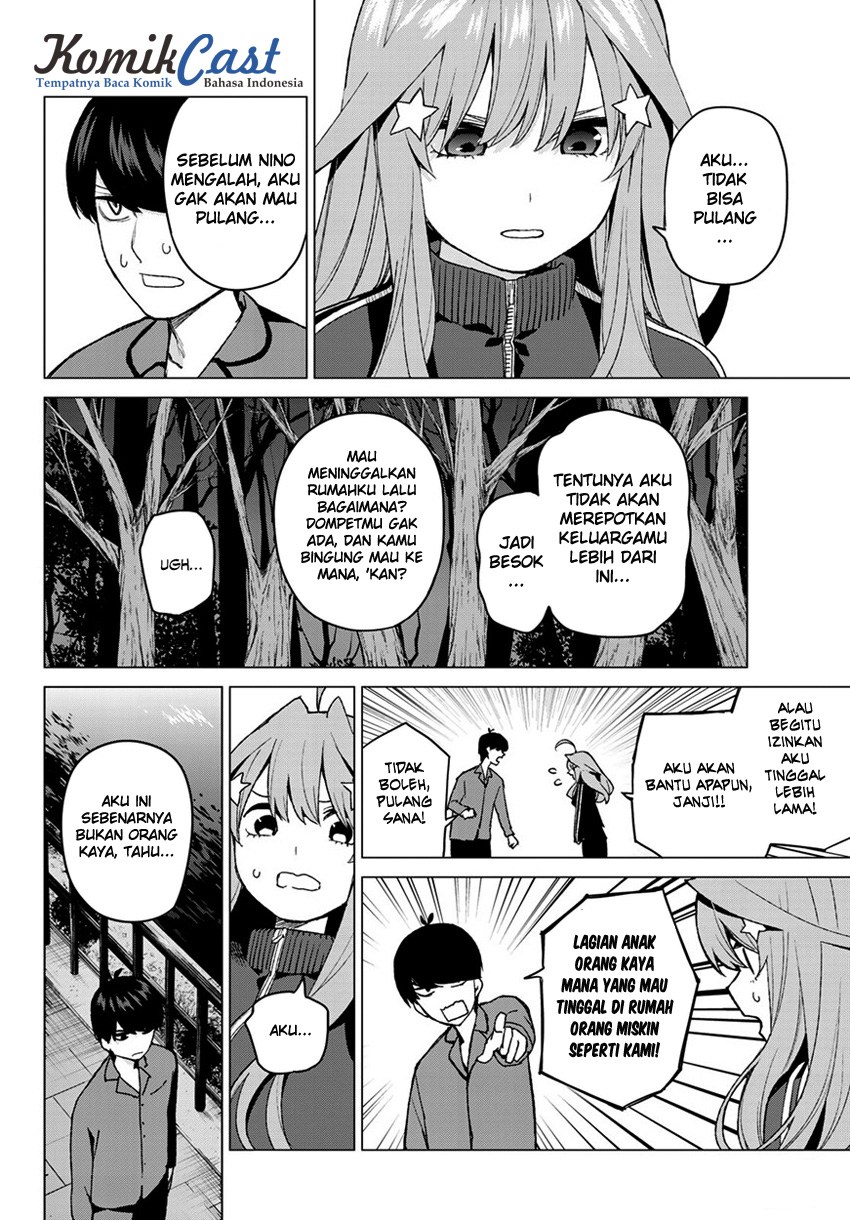 KomikCast
Tempatnya Baca Komik Bahasa Indonesia
AKU...
TIDAK
BISA
PULANG
...
SEBELUM NINO
MENGALAH, AKU
GAK AKAN MAU
PULANG...
TENTUNYA AKU
TIDAK AKAN
MEREPOTKAN
KELUARGAMU
LEBIH DARI
INI...
JADI
BESOK
...
MAU
MENINGGALKAN
RUMAHKU LALU
BAGAIMANA?
DOMPETMU GAK
ADA, DAN KAMU
BINGUNG MAU KE
MANA, 'KAN?
UGH...
ALAU
BEGITU
IZINKAN
AKU
TINGGAL
LEBIH
LAMA!
AKU AKAN
BANTU APAPUN,
JANJI!!
TIDAK
BOLEH,
PULANG
SANA!
LAGIAN ANAK
ORANG KAYA
MANA YANG MAU
TINGGAL DI RUMAH
ORANG MISKIN
SEPERTI KAMI!
AKU...
AKU INI
SEBENARNYA
BUKAN ORANG
KAYA, TAHU...